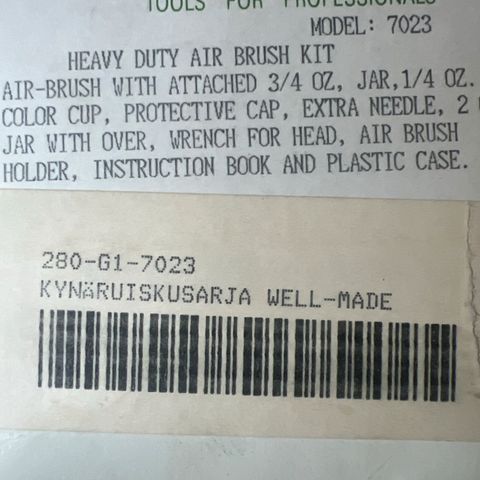 TOOLS FOR PROFESSIONALS
MODEL: 7023
HEAVY DUTY AIR BRUSH KIT
AIR-BRUSH WITH ATTACHED 3/4 OZ, JAR,1/4 OZ.
COLOR CUP, PROTECTIVE CAP, EXTRA NEEDLE, 2
JAR WITH OVER, WRENCH FOR HEAD, AIR BRUSH
HOLDER, INSTRUCTION BOOK AND PLASTIC CASE.
280-G1-7023
KYNÄRUISKUSARJA WELL-MADE